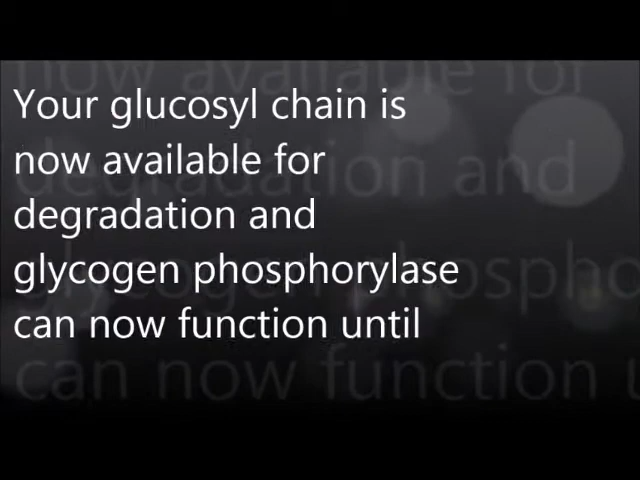 Your glucosyl chain is
now available for
degradation and
glycogen phosphorylase
can now function until